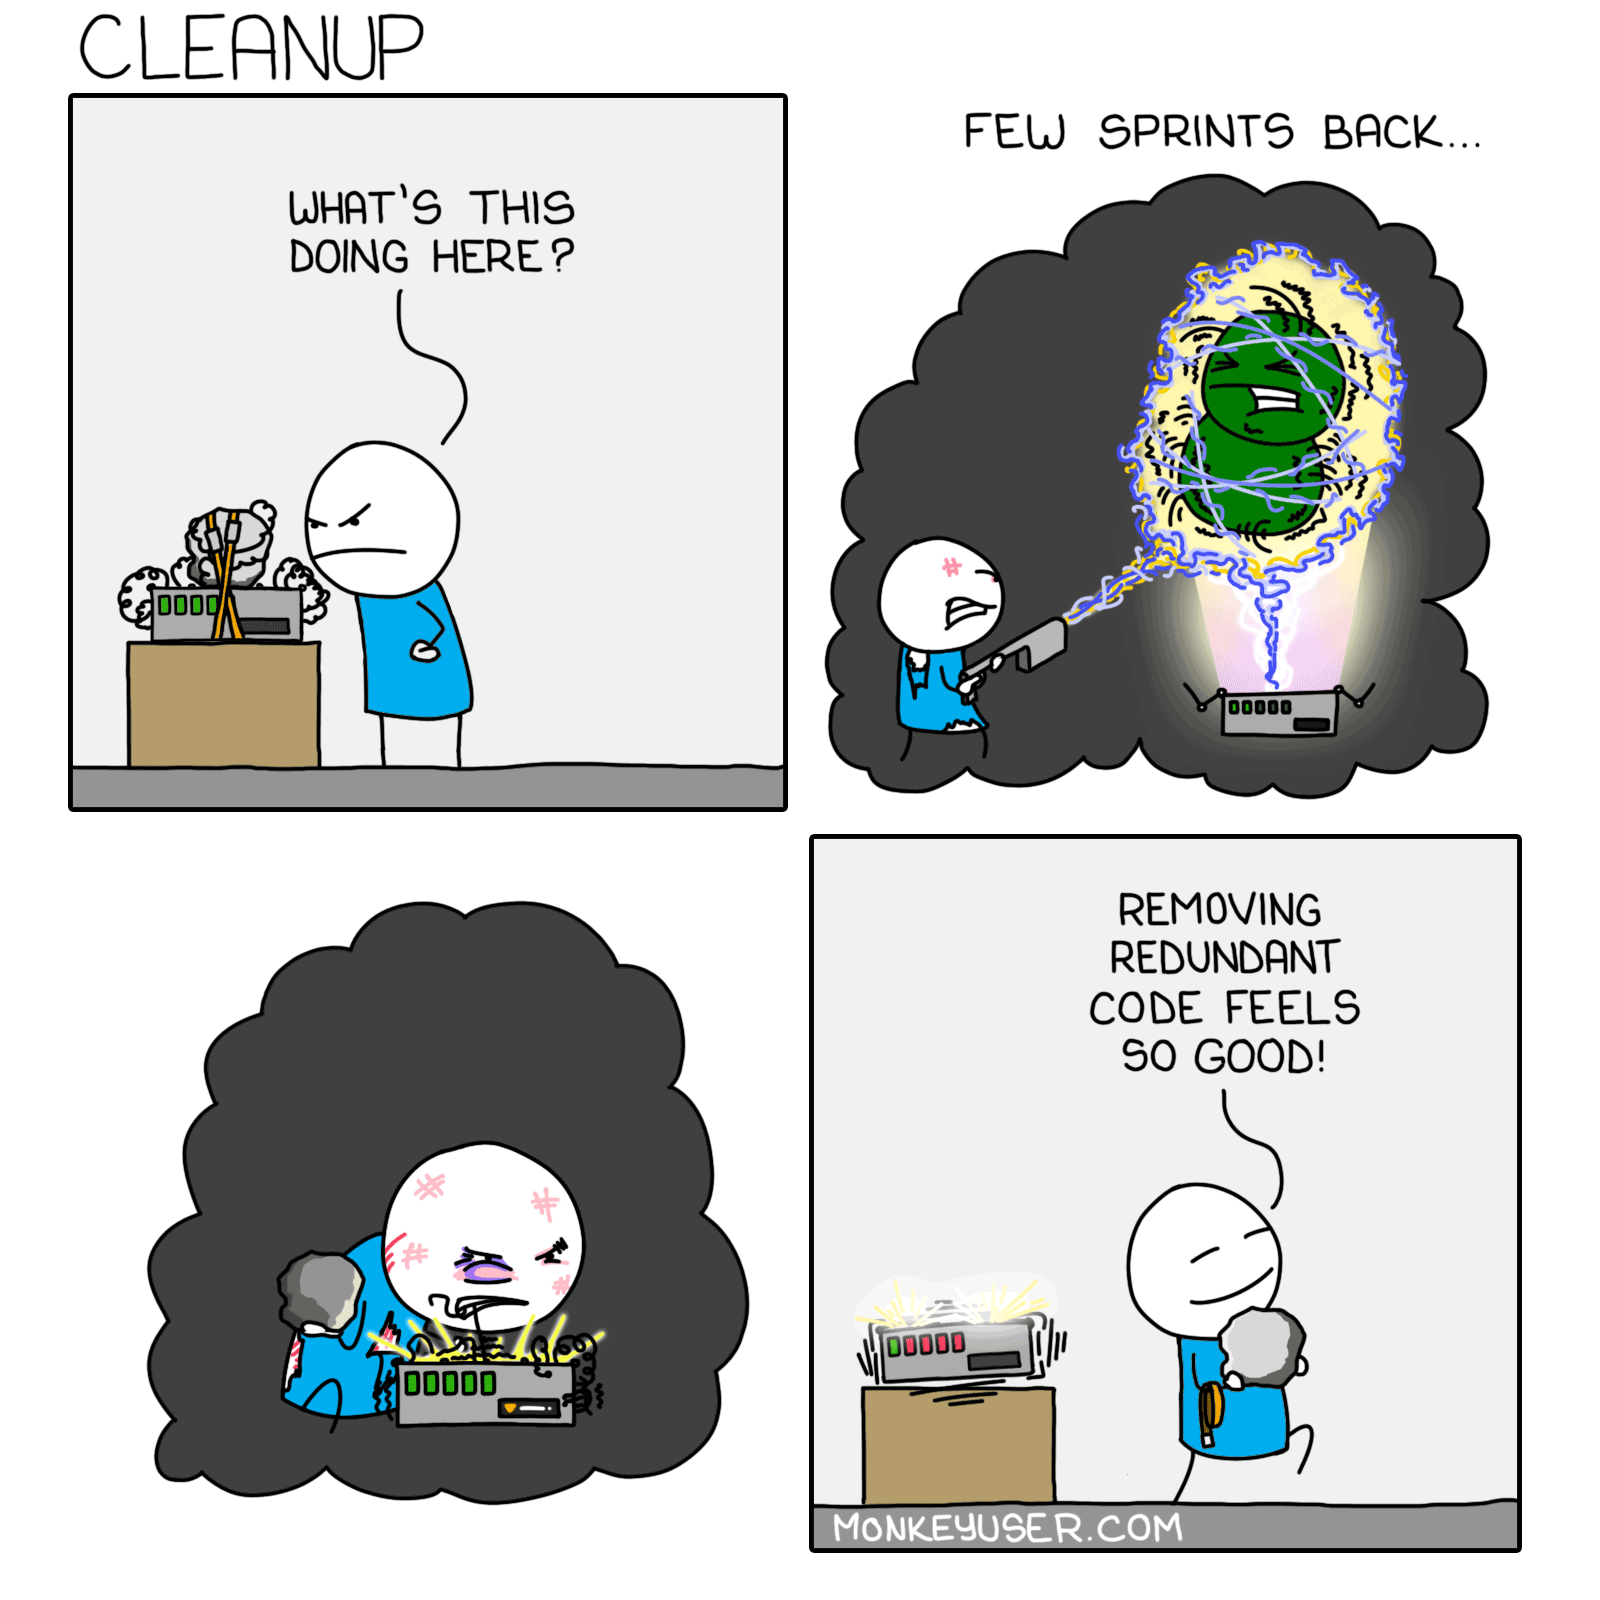 CLEANUP
WHAT'S THIS
DOING HERE?
FEW SPRINTS BACK...
REMOVING
REDUNDANT
CODE FEELS
SO GOOD!
MONKEYUSER.COM